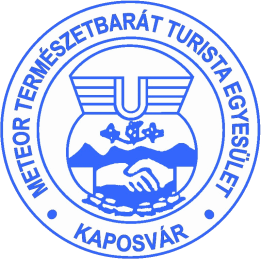 METEOR TERMÉSZETBARÁT TURISTA EGYESÜLET
• KAPOSVÁR •